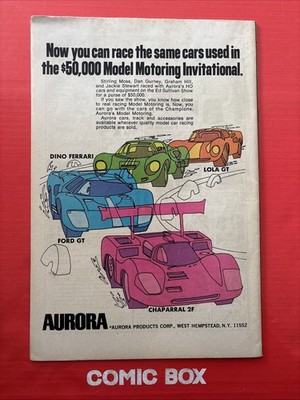 Now you can race the same cars used in
the $50,000 Model Motoring Invitational.
Stirling Moss, Dan Gurney, Graham Hill,
and Jackie Stewart raced with Aurora's HO
cars and equipment on the Ed Sullivan Show
for a purse of $50,000.
If you saw the show, you know how close
to real racing Model Motoring is. Now, you
can go with the cars of the Champions.
Aurora's Model Motoring.
Aurora cars, track and accessories are
available wherever quality model car racing
products are sold.
DINO FERRARI
LOLA GT
FORD GT
CHAPARRAL 2F
AURORA
AURORA PRODUCTS CORP., WEST HEMPSTEAD, N.Y. 11552
COMIC BOX